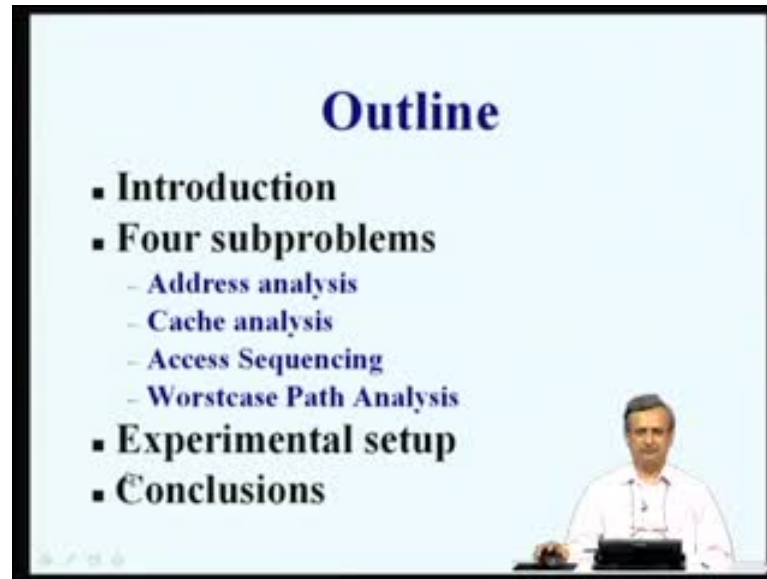 Outline
Introduction
Four subproblems
– Address analysis
– Cache analysis
– Access Sequencing
– Worstcase Path Analysis
Experimental setup
Conclusions